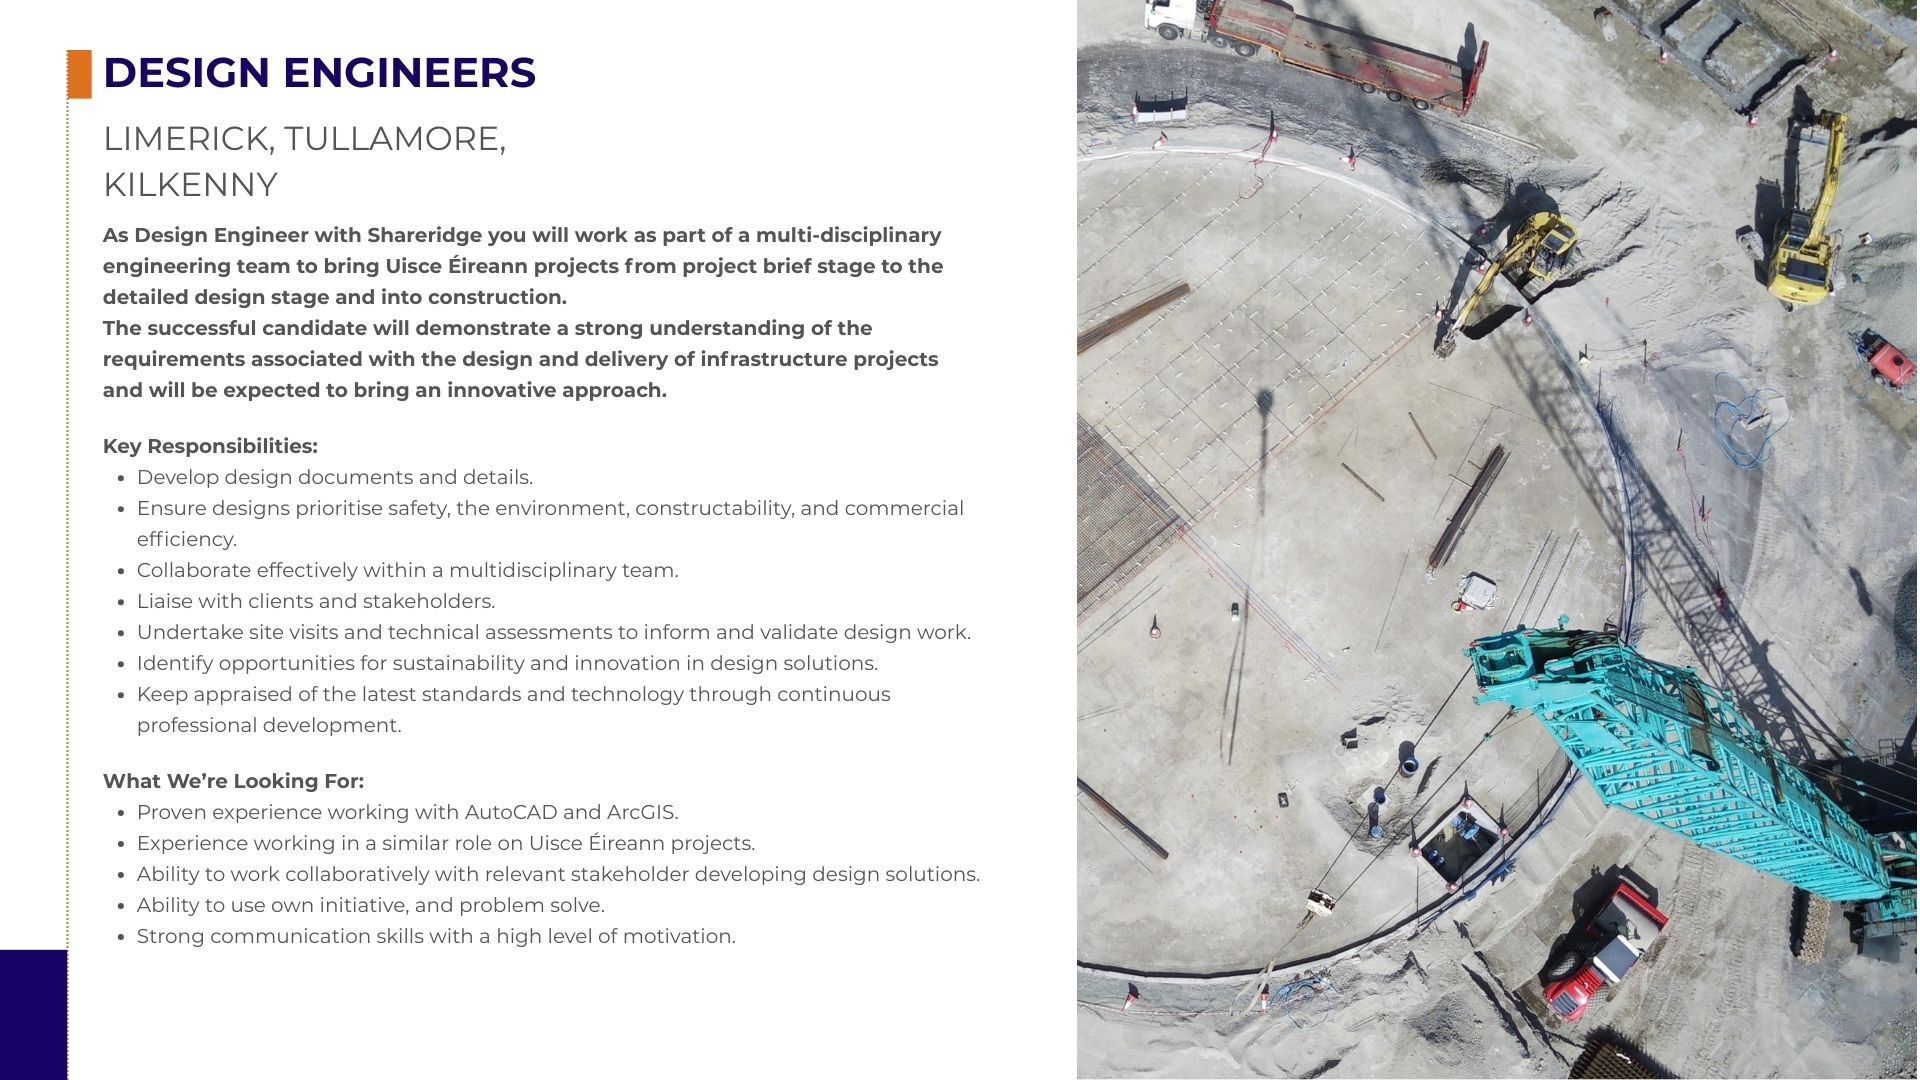 DESIGN ENGINEERS
LIMERICK, TULLAMORE,
KILKENNY
As Design Engineer with Shareridge you will work as part of a multi-disciplinary
engineering team to bring Uisce Éireann projects from project brief stage to the
detailed design stage and into construction.
The successful candidate will demonstrate a strong understanding of the
requirements associated with the design and delivery of infrastructure projects
and will be expected to bring an innovative approach.
Key Responsibilities:
• Develop design documents and details.
• Ensure designs prioritise safety, the environment, constructability, and commercial
efficiency.
• Collaborate effectively within a multidisciplinary team.
• Liaise with clients and stakeholders.
• Undertake site visits and technical assessments to inform and validate design work.
• Identify opportunities for sustainability and innovation in design solutions.
• Keep appraised of the latest standards and technology through continuous
professional development.
What We’re Looking For:
• Proven experience working with AutoCAD and ArcGIS.
• Experience working in a similar role on Uisce Éireann projects.
• Ability to work collaboratively with relevant stakeholder developing design solutions.
• Ability to use own initiative, and problem solve.
• Strong communication skills with a high level of motivation.